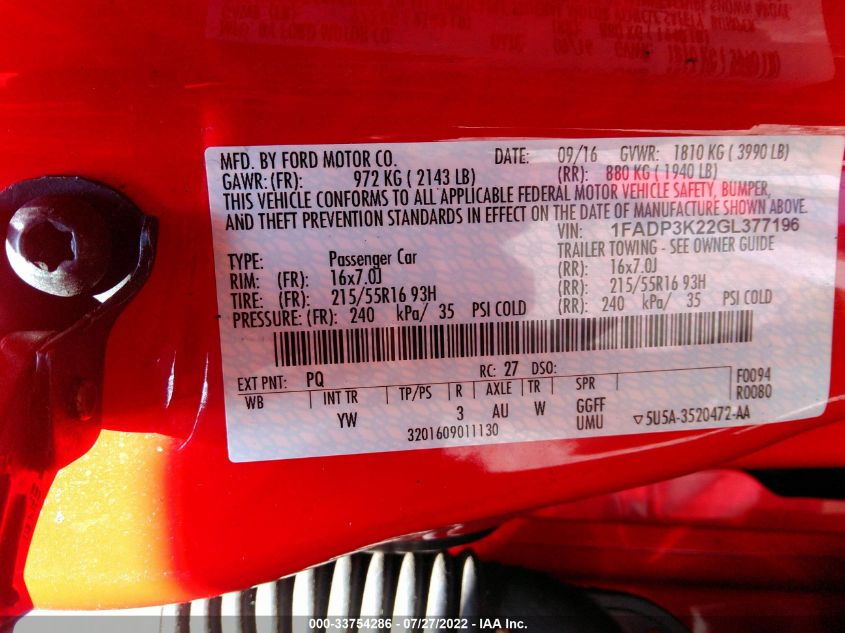 MFD. BY FORD MOTOR CO. DATE: 09/16 GVWR: 1810 KG ( 3990 LB)
GAWR: (FR): 972 KG ( 2143 LB) (RR): 880 KG ( 1940 LB)
THIS VEHICLE CONFORMS TO ALL APPLICABLE FEDERAL MOTOR VEHICLE SAFETY, BUMPER,
AND THEFT PREVENTION STANDARDS IN EFFECT ON THE DATE OF MANUFACTURE SHOWN ABOVE.
VIN: 1FADP3K22GL377196
TYPE: Passenger Car TRAILER TOWING - SEE OWNER GUIDE
RIM: (FR): 16x7.0J (RR): 16x7.0J
TIRE: (FR): 215/55R16 93H (RR): 215/55R16 93H
PRESSURE: (FR): 240 kPa/ 35 PSI COLD (RR): 240 kPa/ 35 PSI COLD
EXT PNT: PQ RC: 27 DSO: F0094
WB INT TR TP/PS R AXLE TR SPR R0080
YW 3 AU W GGFF
UMU ▽5U5A-3520472-AA
3201609011130
000-33754286 - 07/27/2022 - IAA Inc.